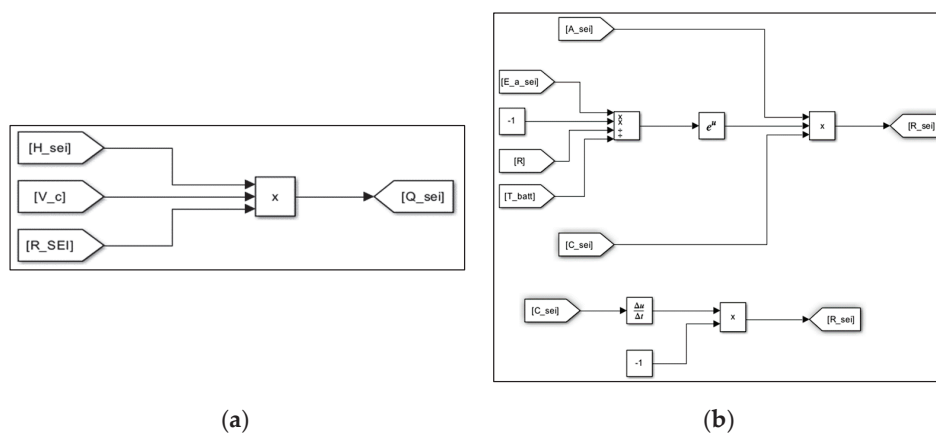 [H_sei]
[V_c]
[R_SEI]
x
[Q_sei]
(a)
[A_sei]
[E_a_sei]
-1
[R]
[T_batt]
×
×
÷
÷
e^u
x
[R_sei]
[C_sei]
[C_sei]
Δu
Δt
x
[R_sei]
-1
(b)